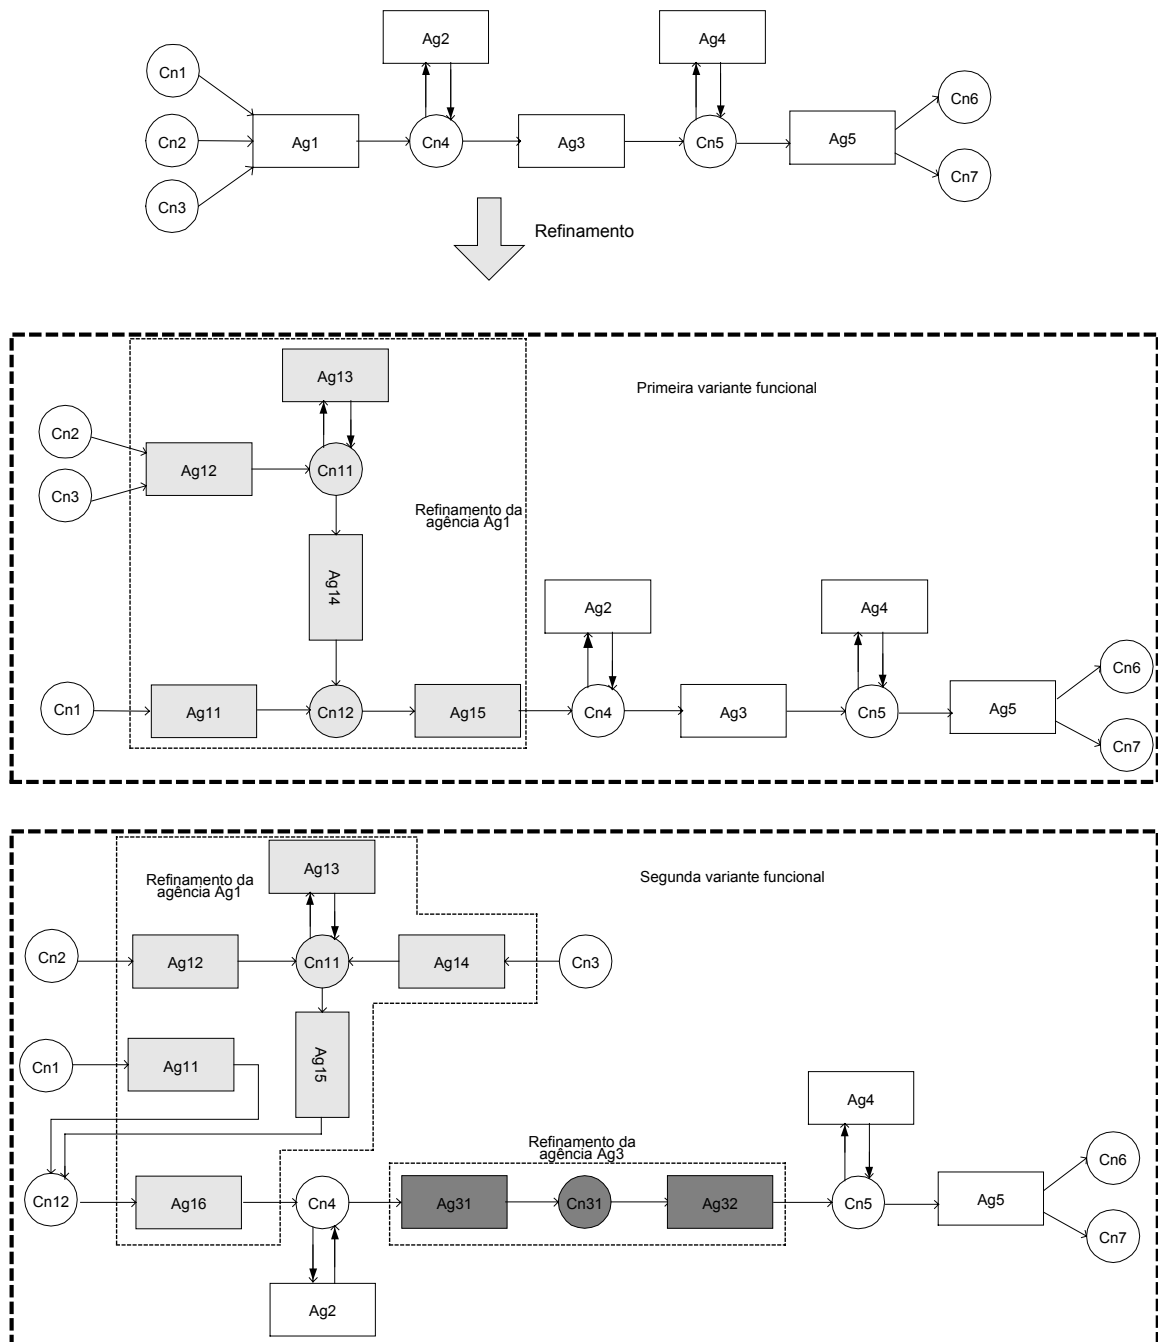 Ag2
Ag4
Cn1
Cn6
Cn2
Ag1
Cn4
Ag3
Cn5
Ag5
Cn7
Cn3
Refinamento
Ag13
Primeira variante funcional
Cn2
Ag12
Cn11
Cn3
Refinamento da
agência Ag1
Ag14
Ag2
Ag4
Cn6
Cn1
Ag11
Cn12
Ag15
Cn4
Ag3
Cn5
Ag5
Cn7
Ag13
Refinamento da
agência Ag1
Segunda variante funcional
Cn2
Ag12
Cn11
Ag14
Cn3
Cn1
Ag11
Ag15
Ag4
Refinamento da
agência Ag3
Cn6
Cn12
Ag16
Cn4
Ag31
Cn31
Ag32
Cn5
Ag5
Cn7
Ag2